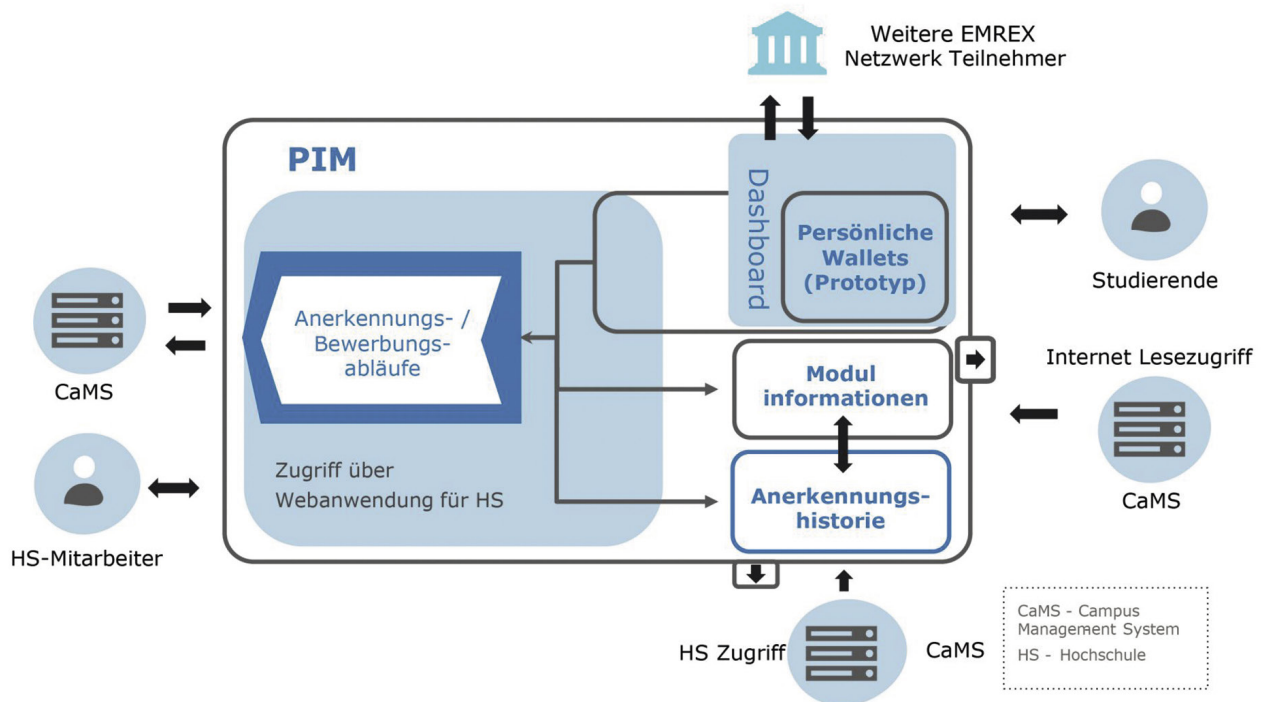 Weitere EMREX
Netzwerk Teilnehmer
PIM
Dashboard
Persönliche
Wallets
(Prototyp)
Studierende
Anerkennungs- /
Bewerbungs-
abläufe
CaMS
Modul
informationen
Internet Lesezugriff
CaMS
Zugriff über
Webanwendung für HS
Anerkennungs-
historie
HS-Mitarbeiter
HS Zugriff
CaMS
CaMS - Campus
Management System
HS - Hochschule